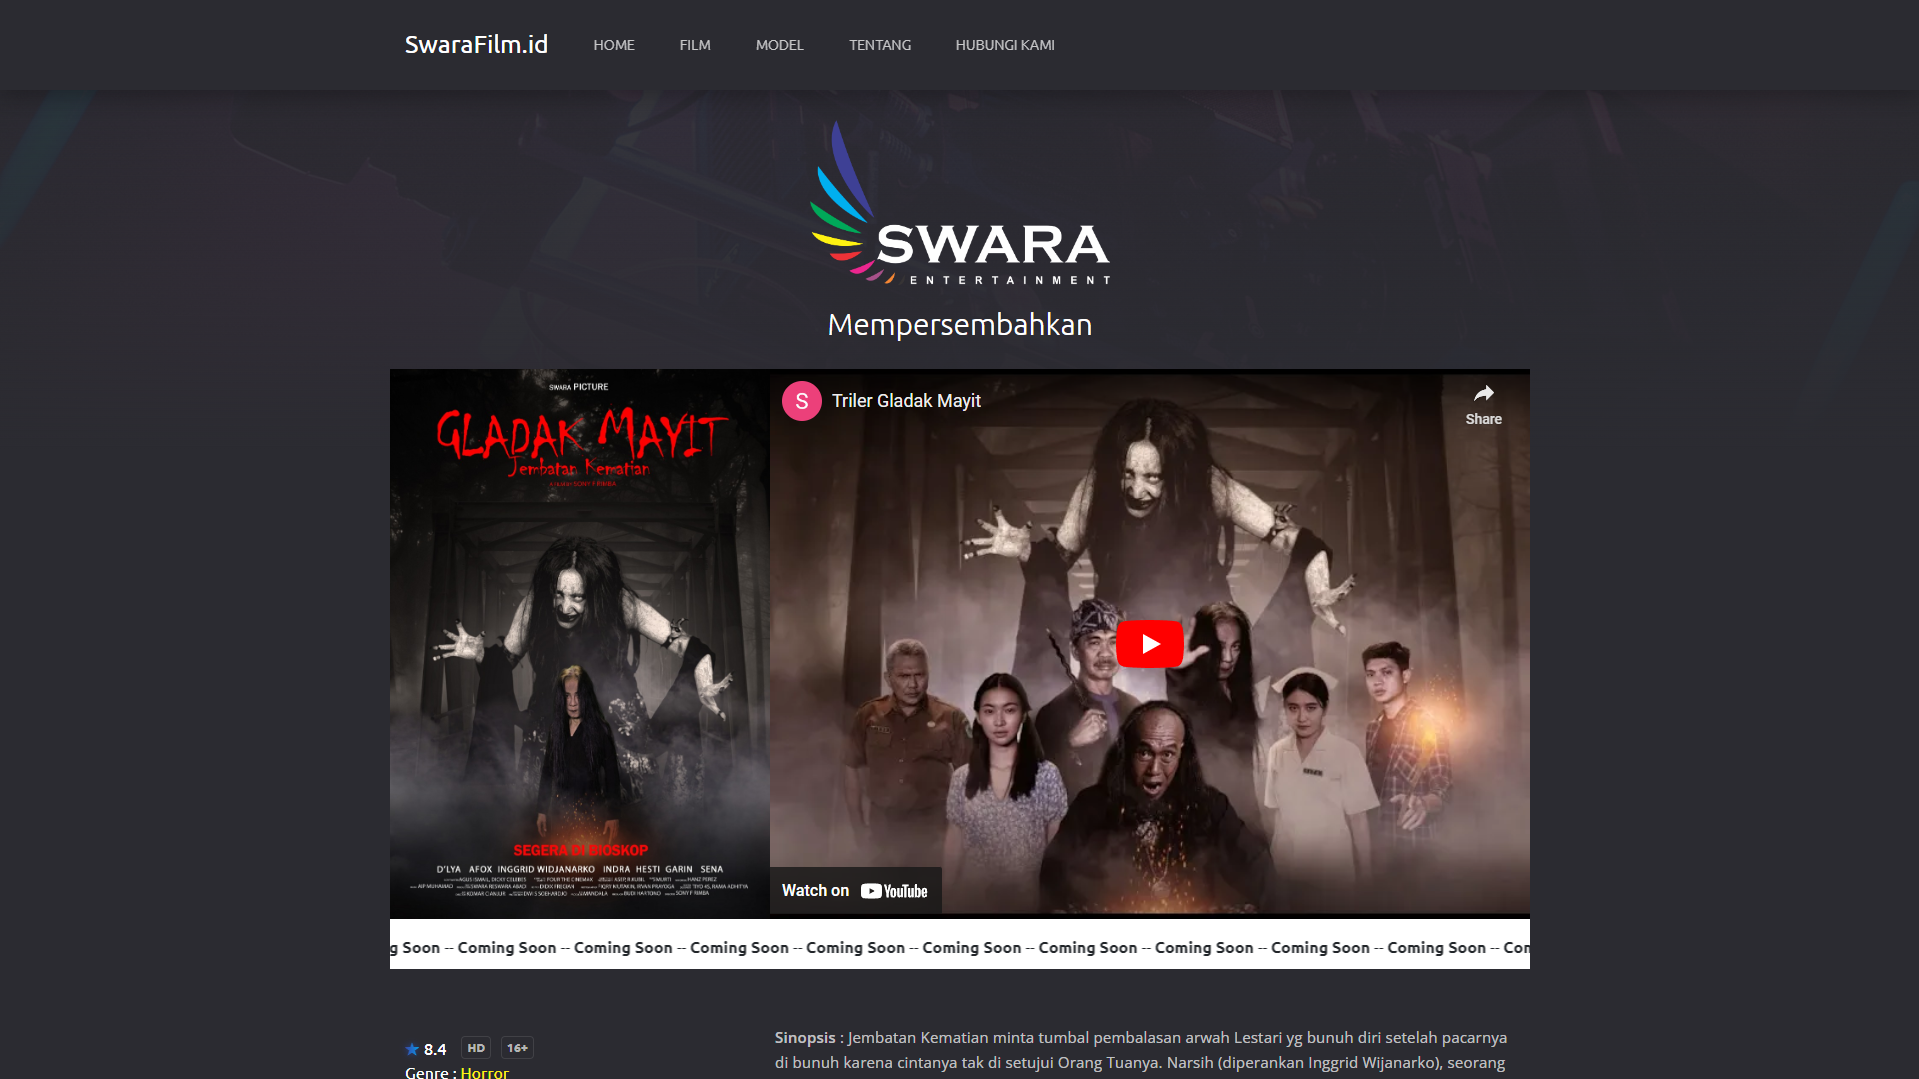 SwaraFilm.id
HOME
FILM
MODEL
TENTANG
HUBUNGI KAMI
SWARA
ENTERTAINMENT
Mempersembahkan
SWARA PICTURE
GLADAK MAYIT
Jembatan Kematian
A FILM BY SONY F RIMBA
SEGERA DI BIOSKOP
D'LYA AFOX INGGRID WIDJANARKO INDRA HESTI GARIN SENA
S
Triler Gladak Mayit
Share
Watch on YouTube
g Soon -- Coming Soon -- Coming Soon -- Coming Soon -- Coming Soon -- Coming Soon -- Coming Soon -- Coming Soon -- Coming Soon -- Coming Soon -- Con
8.4
HD
16+
Genre : Horror
Sinopsis : Jembatan Kematian minta tumbal pembalasan arwah Lestari yg bunuh diri setelah pacarnya
di bunuh karena cintanya tak di setujui Orang Tuanya. Narsih (diperankan Inggrid Wijanarko), seorang